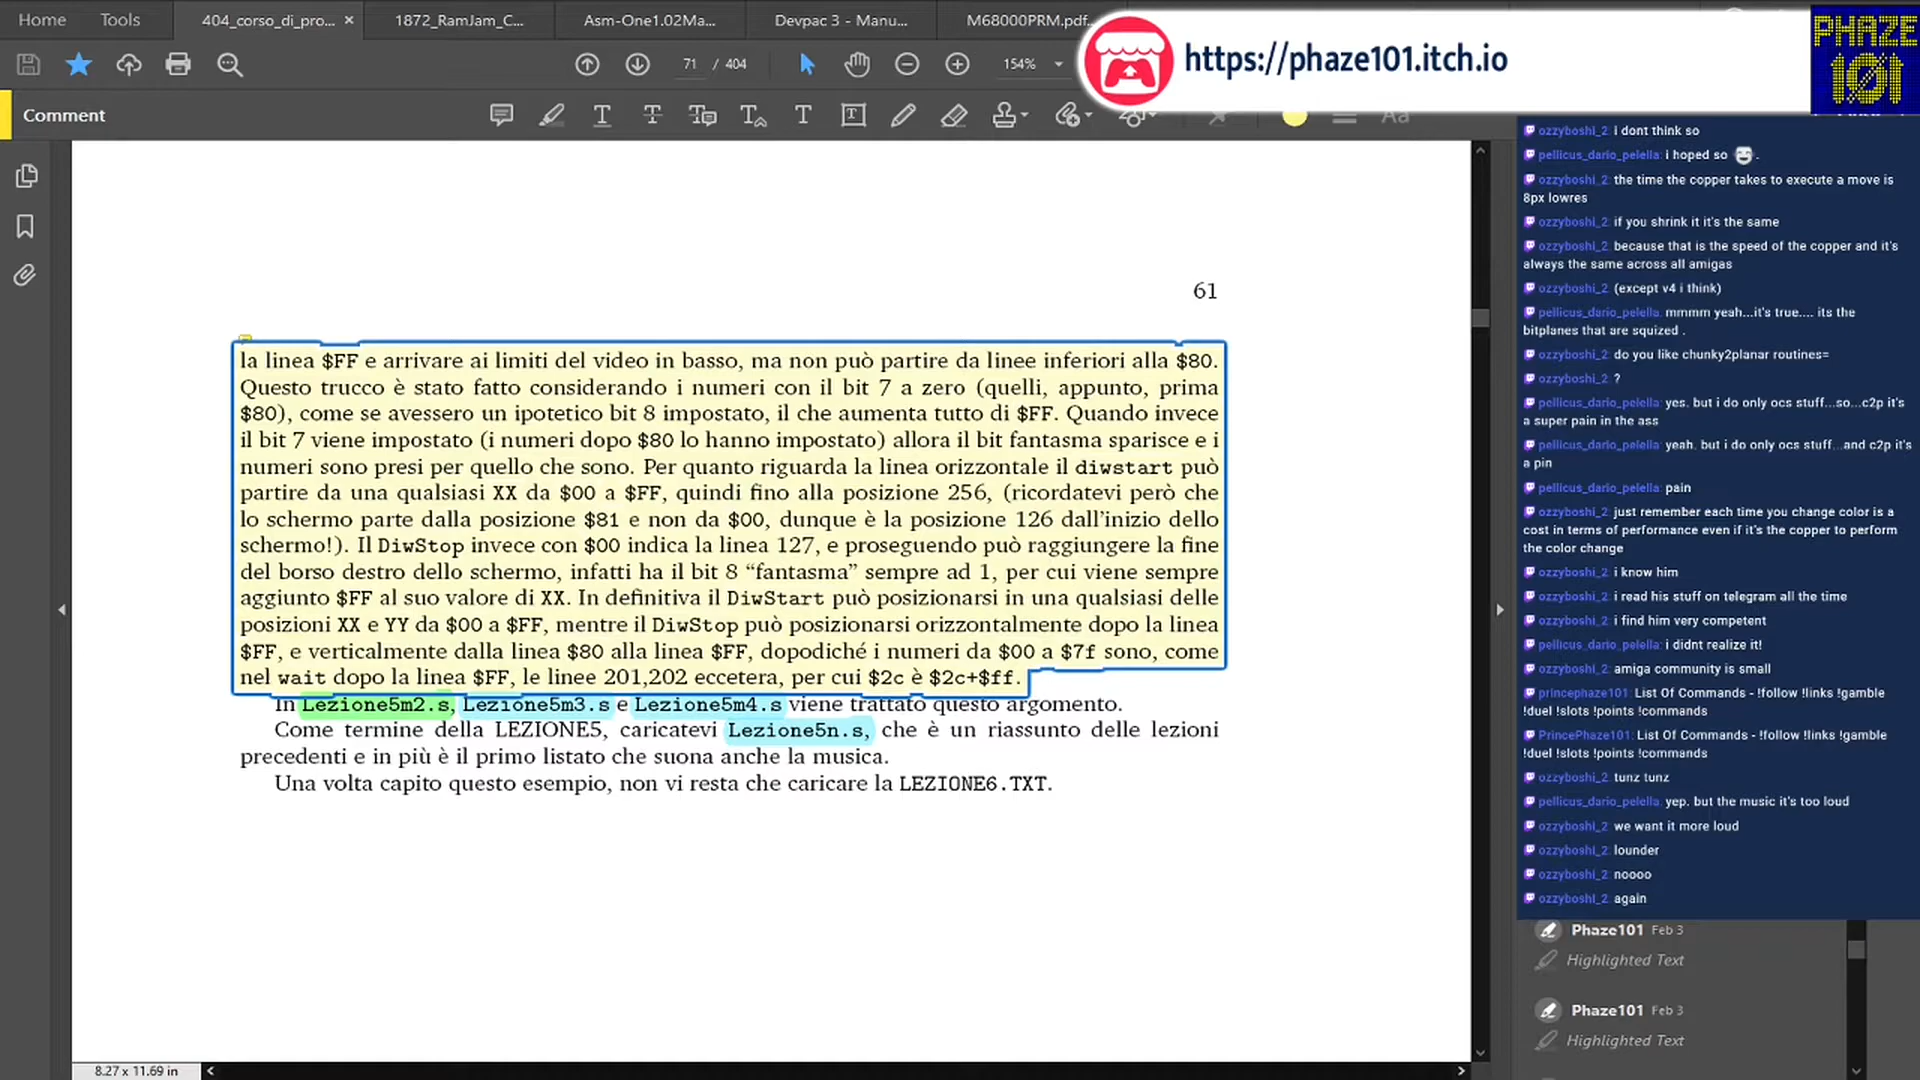 Home
Tools
404_corso_di_pro...
1872_RamJam_C...
Asm-One1.02Ma...
Devpac 3 - Manu...
M68000PRM.pdf...
https://phaze101.itch.io
PHAZE
101
71 / 404
154%
Comment
61
la linea $FF e arrivare ai limiti del video in basso, ma non può partire da linee inferiori alla $80.
Questo trucco è stato fatto considerando i numeri con il bit 7 a zero (quelli, appunto, prima
$80), come se avessero un ipotetico bit 8 impostato, il che aumenta tutto di $FF. Quando invece
il bit 7 viene impostato (i numeri dopo $80 lo hanno impostato) allora il bit fantasma sparisce e i
numeri sono presi per quello che sono. Per quanto riguarda la linea orizzontale il diwstart può
partire da una qualsiasi XX da $00 a $FF, quindi fino alla posizione 256, (ricordatevi però che
lo schermo parte dalla posizione $81 e non da $00, dunque è la posizione 126 dall'inizio dello
schermo!). Il DiwStop invece con $00 indica la linea 127, e proseguendo può raggiungere la fine
del borso destro dello schermo, infatti ha il bit 8 “fantasma” sempre ad 1, per cui viene sempre
aggiunto $FF al suo valore di XX. In definitiva il DiwStart può posizionarsi in una qualsiasi delle
posizioni XX e YY da $00 a $FF, mentre il DiwStop può posizionarsi orizzontalmente dopo la linea
$FF, e verticalmente dalla linea $80 alla linea $FF, dopodiché i numeri da $00 a $7f sono, come
nel wait dopo la linea $FF, le linee 201,202 eccetera, per cui $2c è $2c+$ff.
In Lezione5m2.s, Lezione5m3.s e Lezione5m4.s viene trattato questo argomento.
Come termine della LEZIONE5, caricatevi Lezione5n.s, che è un riassunto delle lezioni
precedenti e in più è il primo listato che suona anche la musica.
Una volta capito questo esempio, non vi resta che caricare la LEZIONE6.TXT.
8.27 x 11.69 in
ozzyboshi_2: i dont think so
pellicus_dario_pelella: i hoped so .
ozzyboshi_2: the time the copper takes to execute a move is
8px lowres
ozzyboshi_2: if you shrink it it's the same
ozzyboshi_2: because that is the speed of the copper and it's
always the same across all amigas
ozzyboshi_2: (except v4 i think)
pellicus_dario_pelella: mmmm yeah...it's true.... its the
bitplanes that are squized .
ozzyboshi_2: do you like chunky2planar routines=
ozzyboshi_2: ?
pellicus_dario_pelella: yes. but i do only ocs stuff...so...c2p it's
a super pain in the ass
pellicus_dario_pelella: yeah. but i do only ocs stuff...and c2p it's
a pin
pellicus_dario_pelella: pain
ozzyboshi_2: just remember each time you change color is a
cost in terms of performance even if it's the copper to perform
the color change
ozzyboshi_2: i know him
ozzyboshi_2: i read his stuff on telegram all the time
ozzyboshi_2: i find him very competent
pellicus_dario_pelella: i didnt realize it!
ozzyboshi_2: amiga community is small
princephaze101: List Of Commands - !follow !links !gamble
!duel !slots !points !commands
PrincePhaze101: List Of Commands - !follow !links !gamble
!duel !slots !points !commands
ozzyboshi_2: tunz tunz
pellicus_dario_pelella: yep. but the music it's too loud
ozzyboshi_2: we want it more loud
ozzyboshi_2: lounder
ozzyboshi_2: noooo
ozzyboshi_2: again
Phaze101 Feb 3
Highlighted Text
Phaze101 Feb 3
Highlighted Text